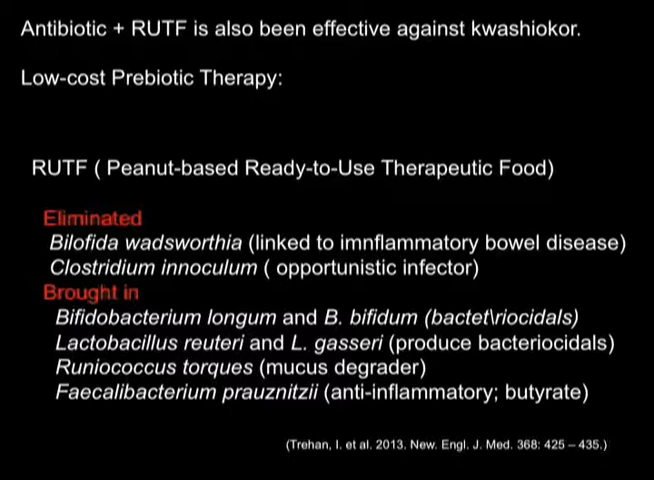 Antibiotic + RUTF is also been effective against kwashiokor.
Low-cost Prebiotic Therapy:
RUTF ( Peanut-based Ready-to-Use Therapeutic Food)
Eliminated
Bilofida wadsworthia (linked to imnflammatory bowel disease)
Clostridium innoculum ( opportunistic infector)
Brought in
Bifidobacterium longum and B. bifidum (bactet\riocidals)
Lactobacillus reuteri and L. gasseri (produce bacteriocidals)
Runiococcus torques (mucus degrader)
Faecalibacterium prauznitzii (anti-inflammatory; butyrate)
(Trehan, I. et al. 2013. New. Engl. J. Med. 368: 425 – 435.)